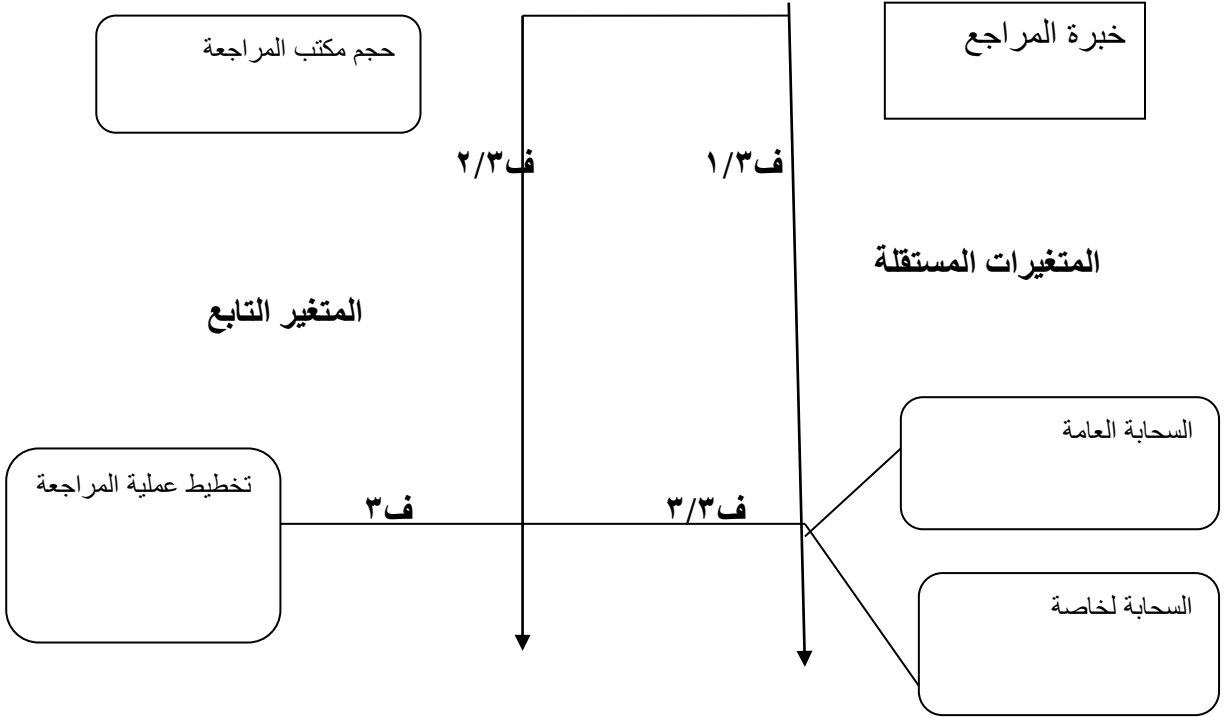 خبرة المراجع
حجم مكتب المراجعة
ف١/٣
ف٢/٣
المتغيرات المستقلة
المتغير التابع
السحابة العامة
تخطيط عملية المراجعة
ف٣/٣
ف٣
السحابة لخاصة